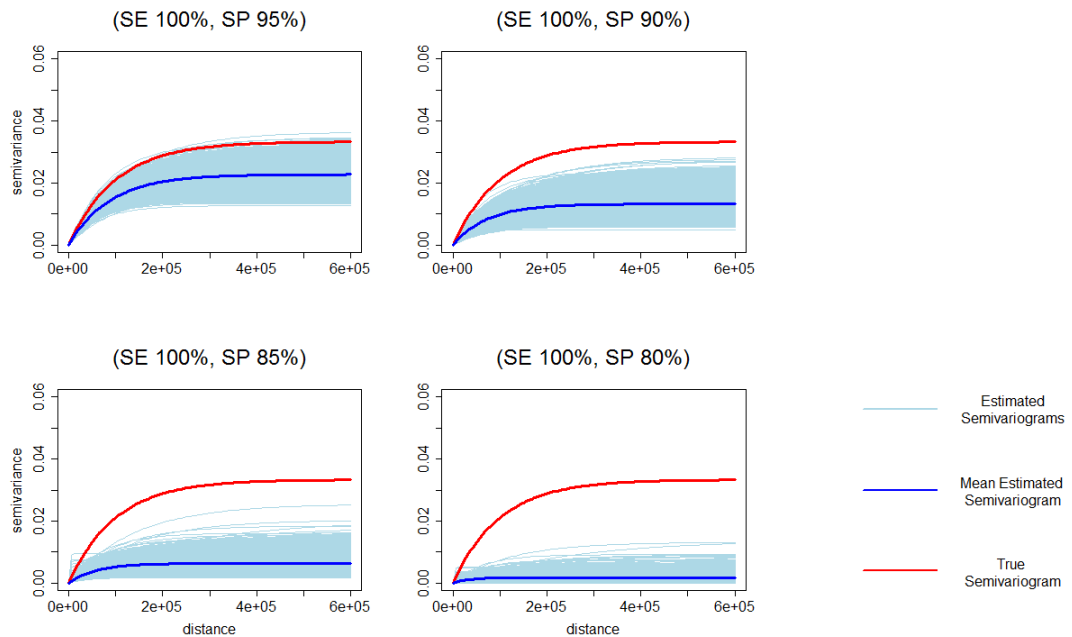 (SE 100%, SP 95%)
(SE 100%, SP 90%)
0.06
0.04
0.02
0.00
semivariance
0e+00 2e+05 4e+05 6e+05
0.06
0.04
0.02
0.00
0e+00 2e+05 4e+05 6e+05
(SE 100%, SP 85%)
(SE 100%, SP 80%)
0.06
0.04
0.02
0.00
semivariance
0e+00 2e+05 4e+05 6e+05
distance
0.06
0.04
0.02
0.00
0e+00 2e+05 4e+05 6e+05
distance
Estimated
Semivariograms
Mean Estimated
Semivariogram
True
Semivariogram